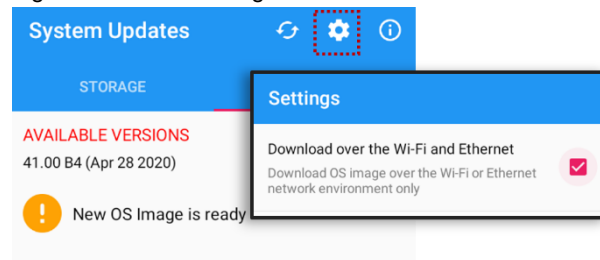 System Updates
STORAGE
AVAILABLE VERSIONS
41.00 B4 (Apr 28 2020)
New OS Image is ready
Settings
Download over the Wi-Fi and Ethernet
Download OS image over the Wi-Fi or Ethernet
network environment only